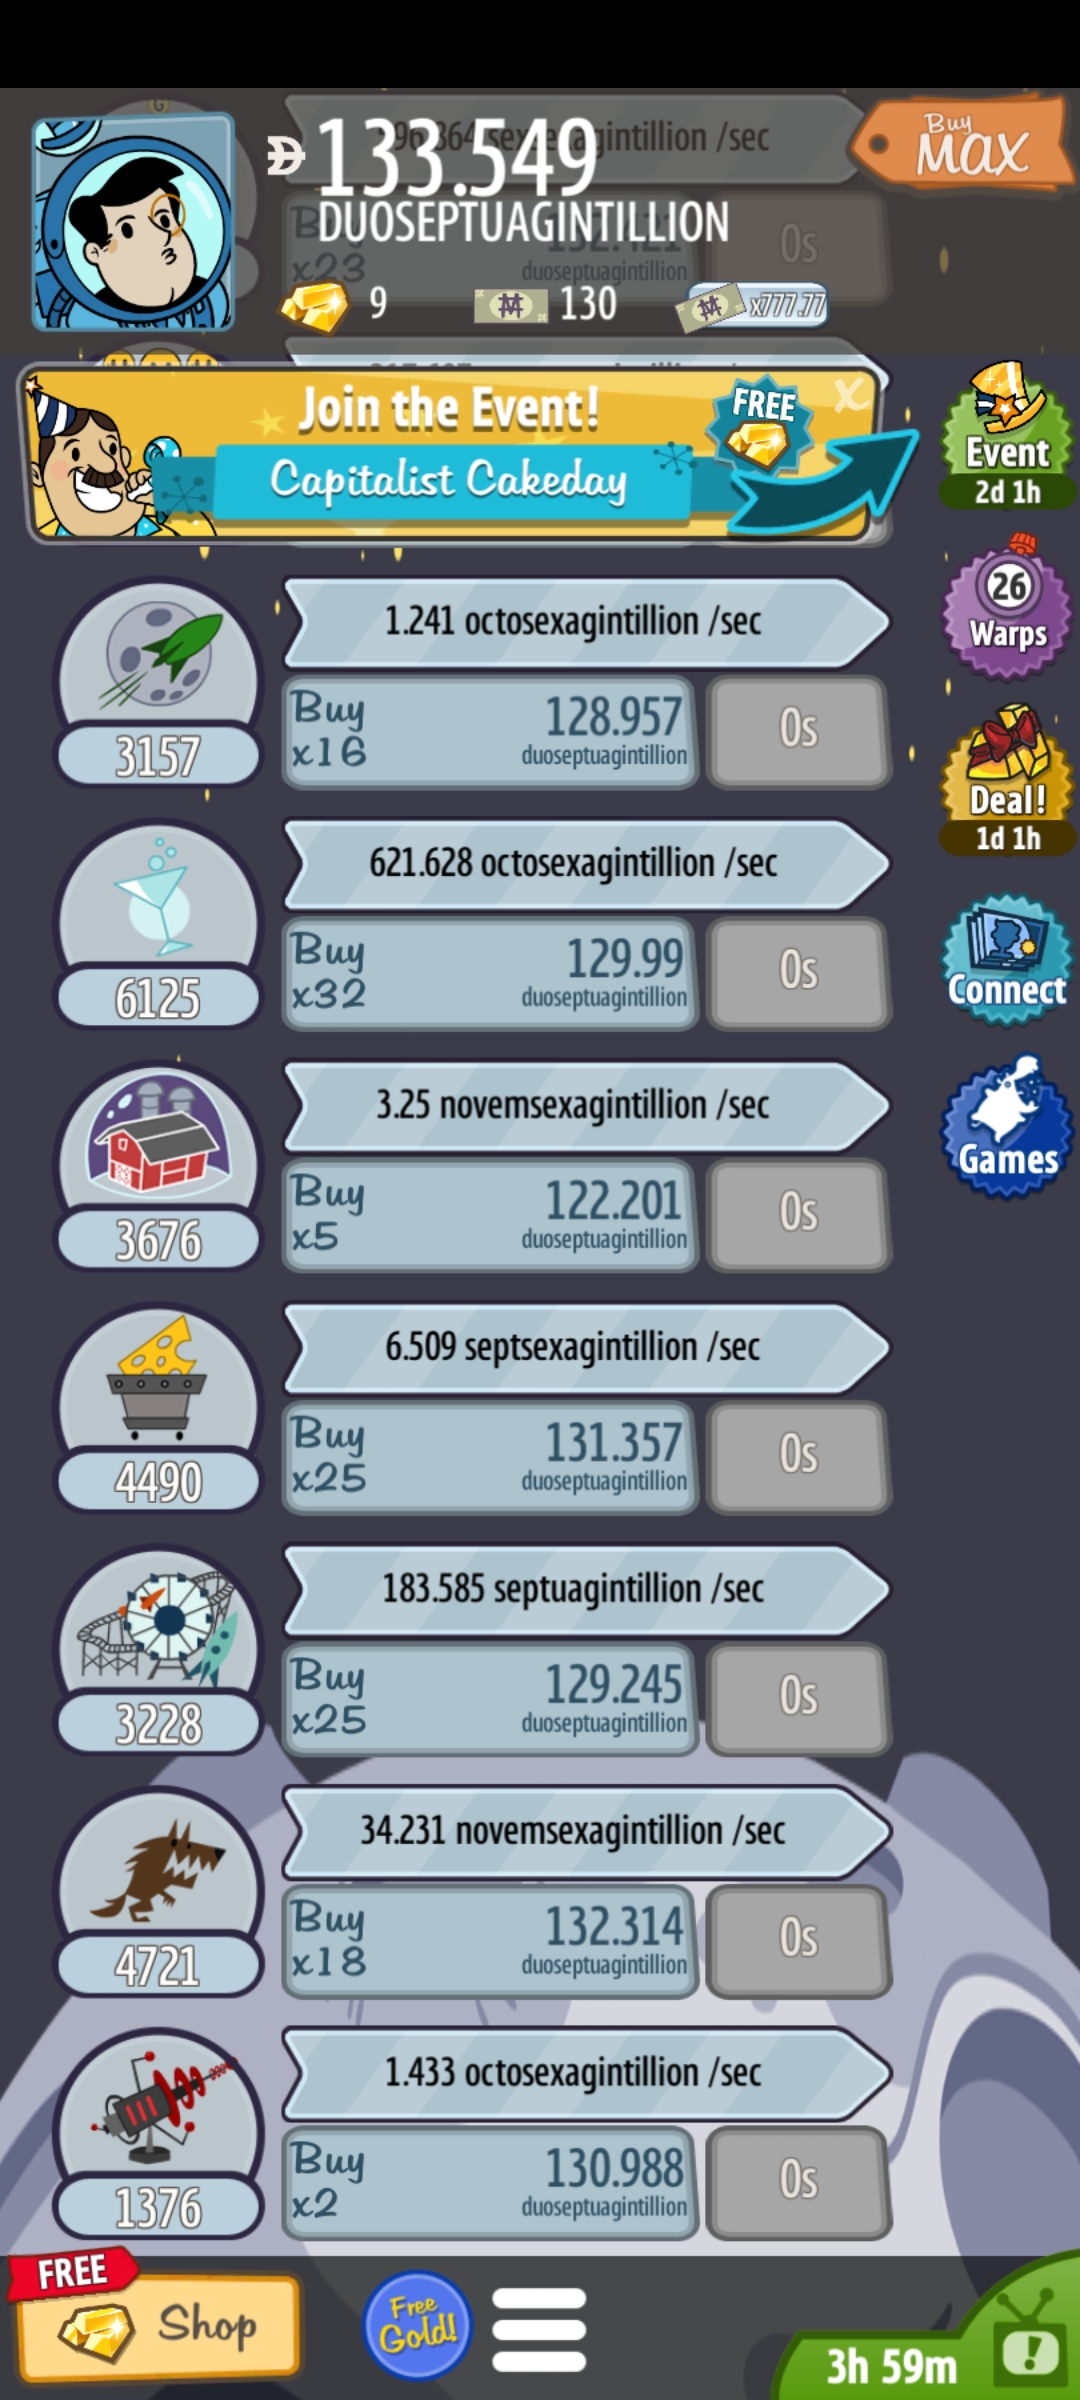 133.549
DUOSEPTUAGINTILLION
/sec
Buy
MAX
Buy
x23
duoseptuagintillion
0s
9
130
x777.77
Join the Event!
FREE
X
Capitalist Cakeday
Event
2d 1h
1.241 octosexagintillion /sec
Buy
x16
128.957
duoseptuagintillion
0s
3157
26
Warps
Deal!
1d 1h
621.628 octosexagintillion /sec
Buy
x32
129.99
duoseptuagintillion
0s
6125
Connect
3.25 novemsexagintillion /sec
Buy
x5
122.201
duoseptuagintillion
0s
3676
Games
6.509 septsexagintillion /sec
Buy
x25
131.357
duoseptuagintillion
0s
4490
183.585 septuagintillion /sec
Buy
x25
129.245
duoseptuagintillion
0s
3228
34.231 novemsexagintillion /sec
Buy
x18
132.314
duoseptuagintillion
0s
4721
1.433 octosexagintillion /sec
Buy
x2
130.988
duoseptuagintillion
0s
1376
FREE
Shop
Free
Gold!
3h 59m